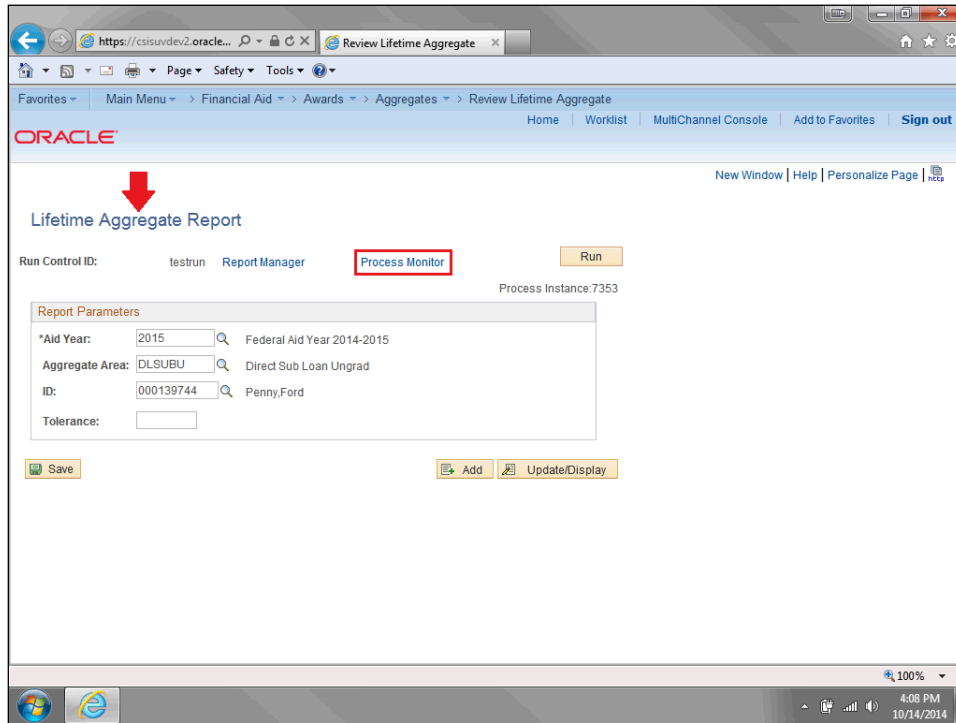 https://csisuvdev2.oracle... Review Lifetime Aggregate
Page Safety Tools
Favorites Main Menu > Financial Aid > Awards > Aggregates > Review Lifetime Aggregate
Home Worklist MultiChannel Console Add to Favorites Sign out
ORACLE
New Window | Help | Personalize Page | http
Lifetime Aggregate Report
Run Control ID: testrun Report Manager Process Monitor Run
Process Instance:7353
Report Parameters
*Aid Year: 2015 Federal Aid Year 2014-2015
Aggregate Area: DLSUBU Direct Sub Loan Ungrad
ID: 000139744 Penny,Ford
Tolerance:
Save Add Update/Display
100%
4:08 PM
10/14/2014